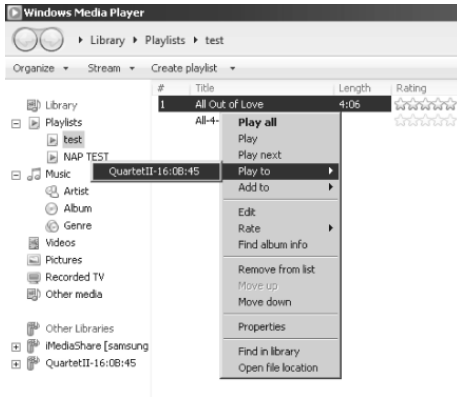 Windows Media Player
Library Playlists test
Organize Stream Create playlist
# Title Length Rating
Library
1 All Out of Love 4:06
Playlists
All-4-
test
NAP TEST
Music
Artist
Album
Genre
Videos
Pictures
Recorded TV
Other media
Other Libraries
iMediaShare [samsung
QuartetII-16:0B:45
QuartetII-16:0B:45
Play all
Play
Play next
Play to
Add to
Edit
Rate
Find album info
Remove from list
Move up
Move down
Properties
Find in library
Open file location